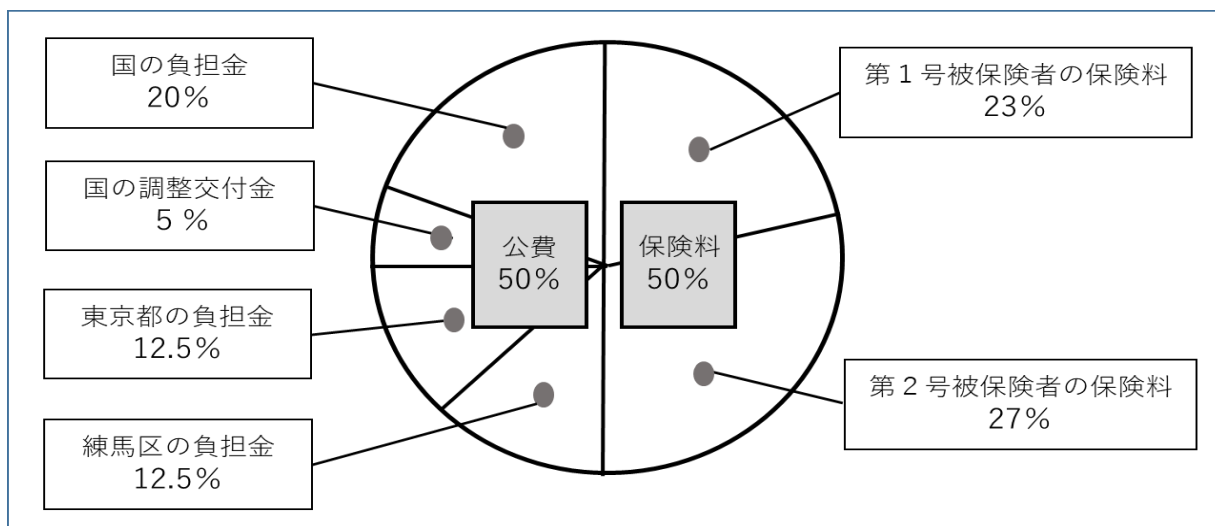 国の負担金
20%
国の調整交付金
5 %
東京都の負担金
12.5%
練馬区の負担金
12.5%
公費
50%
保険料
50%
第1号被保険者の保険料
23%
第2号被保険者の保険料
27%